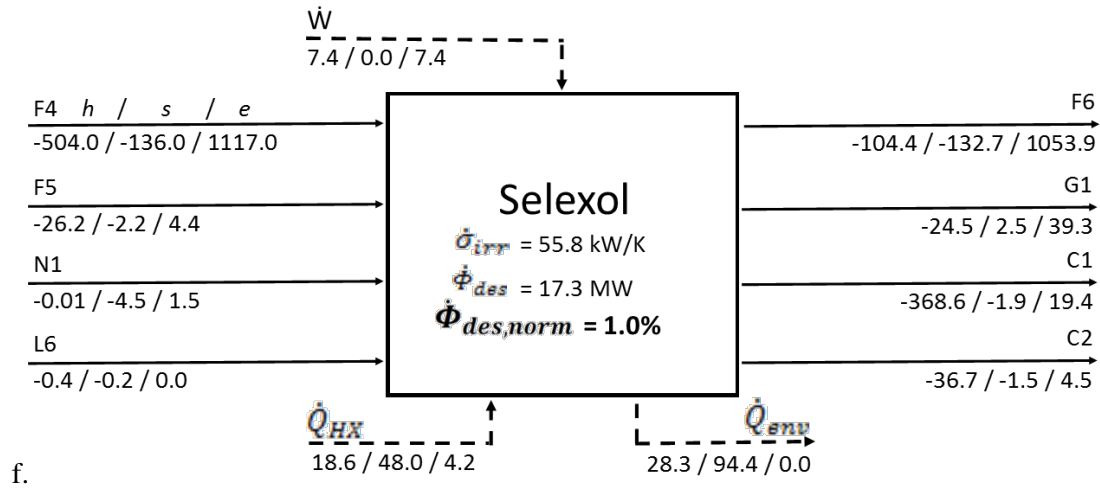 Ẇ
7.4 / 0.0 / 7.4
F4 h / s / e
-504.0 / -136.0 / 1117.0
F5
-26.2 / -2.2 / 4.4
N1
-0.01 / -4.5 / 1.5
L6
-0.4 / -0.2 / 0.0
Selexol
σ̇irr = 55.8 kW/K
Φ̇des = 17.3 MW
Φ̇des,norm = 1.0%
F6
-104.4 / -132.7 / 1053.9
G1
-24.5 / 2.5 / 39.3
C1
-368.6 / -1.9 / 19.4
C2
-36.7 / -1.5 / 4.5
Q̇HX
18.6 / 48.0 / 4.2
Q̇env
28.3 / 94.4 / 0.0
f.